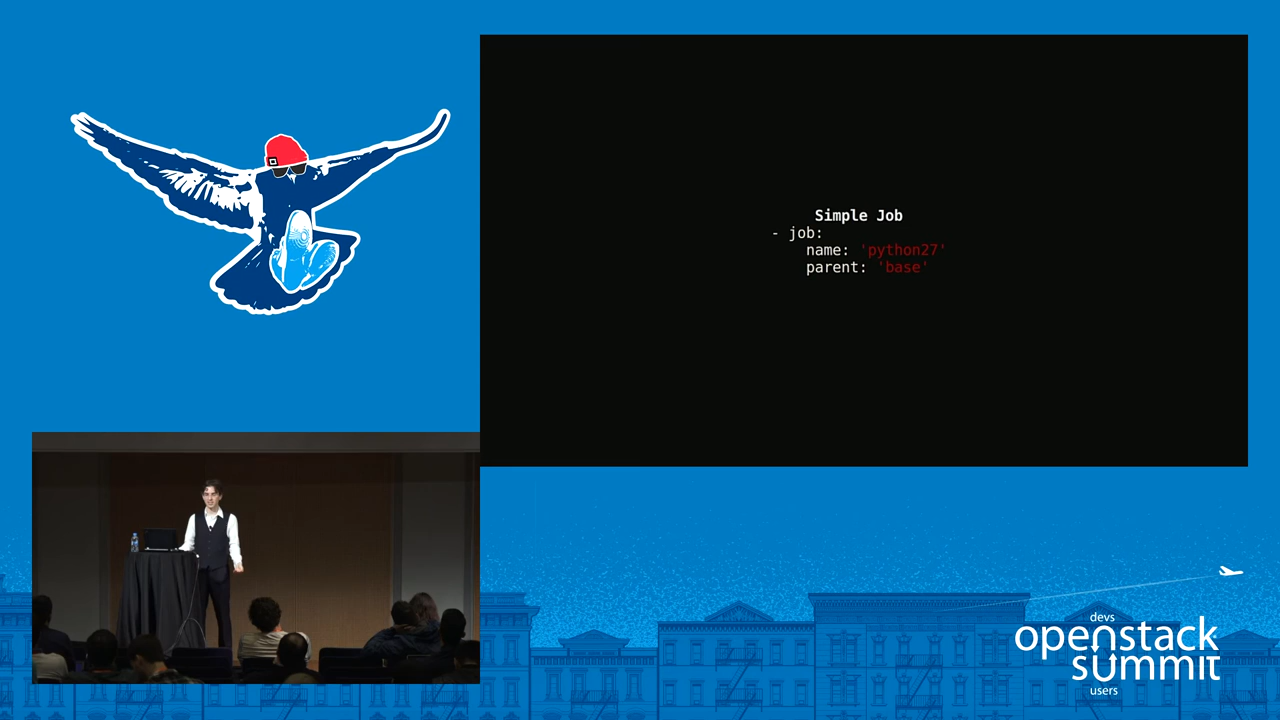 Simple Job
- job:
name: 'python27'
parent: 'base'
devs
openstack
summit
users